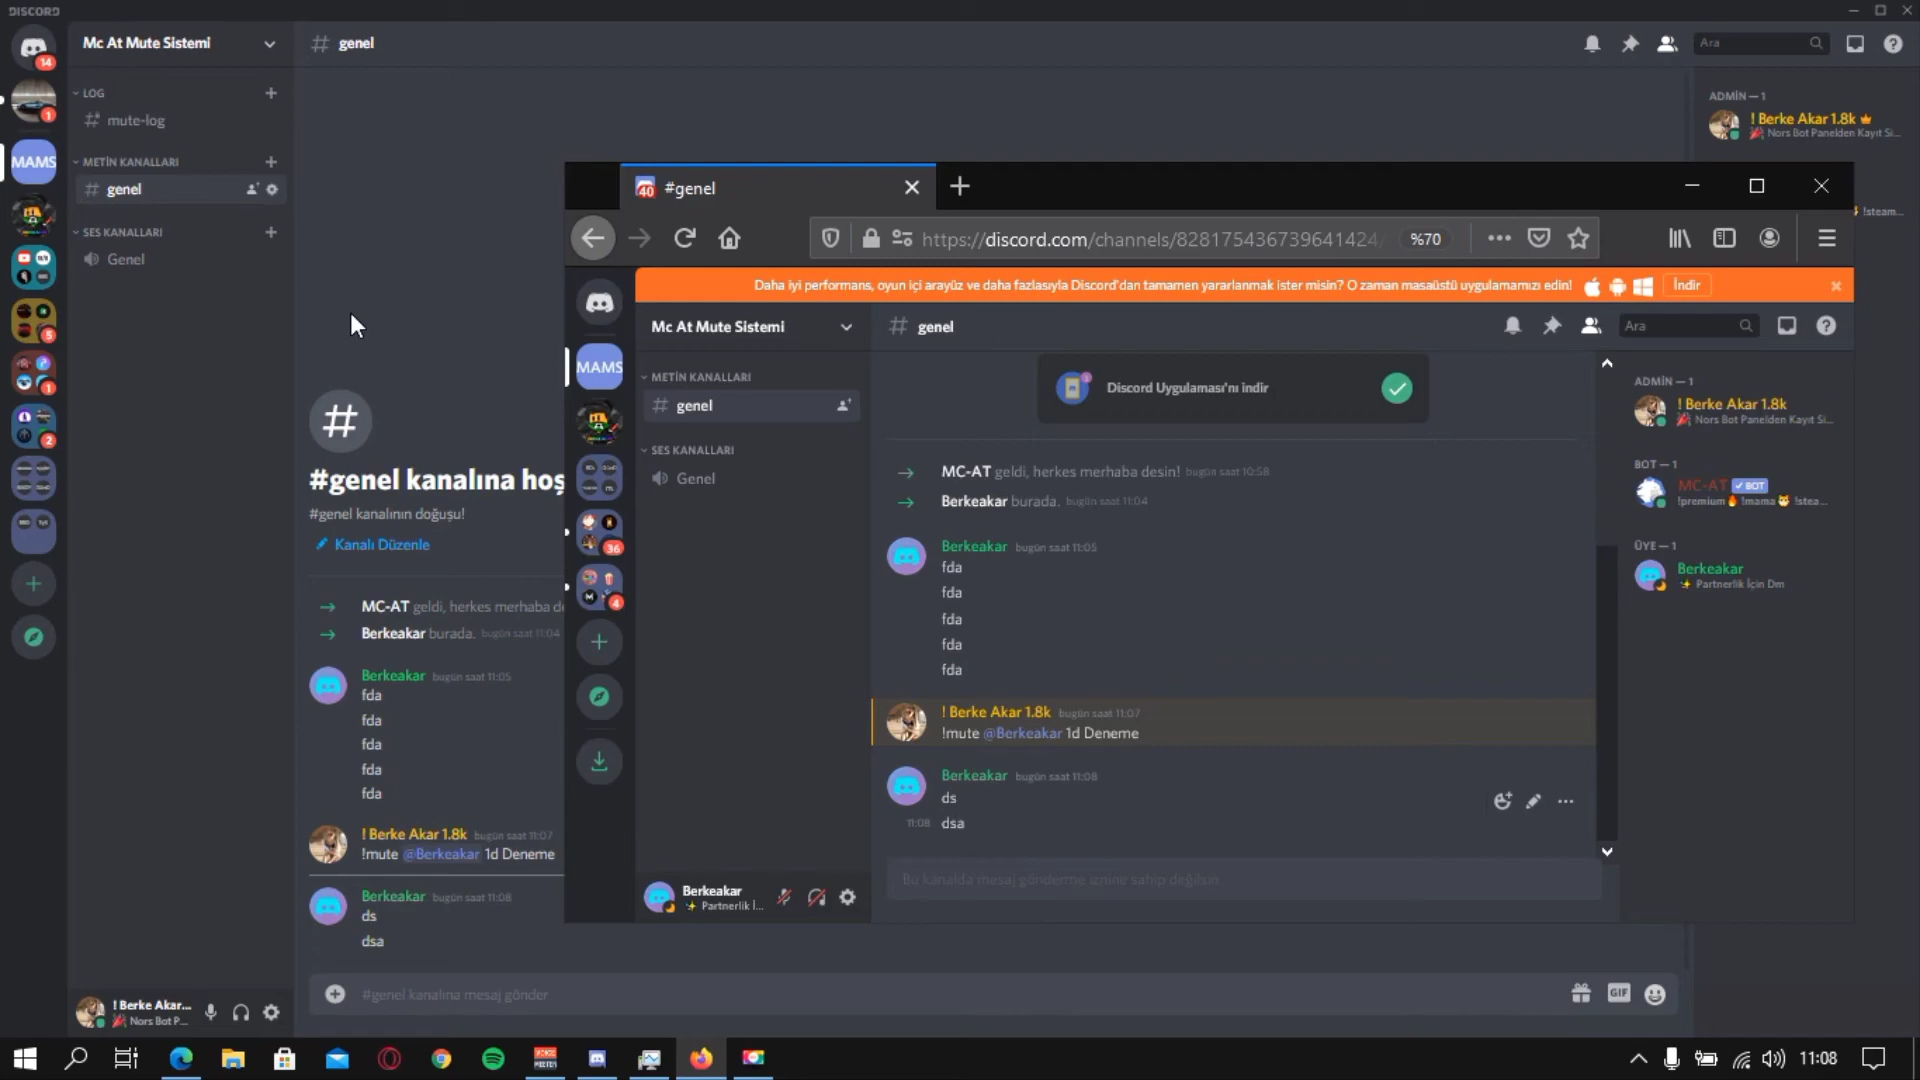 DISCORD
14
Mc At Mute Sistemi
genel
Ara
1
LOG
mute-log
MAMS
METİN KANALLARI
genel
SES KANALLARI
Genel
5
1
2
#genel kanalına hoş
#genel kanalının doğuşu!
Kanalı Düzenle
MC-AT geldi, herkes merhaba de
Berkeakar burada. bugün saat 11:04
Berkeakar bugün saat 11:05
fda
fda
fda
fda
fda
! Berke Akar 1.8k bugün saat 11:07
!mute @Berkeakar 1d Deneme
Berkeakar bugün saat 11:08
ds
dsa
#genel kanalına mesaj gönder
GIF
! Berke Akar...
Nors Bot P...
ADMİN — 1
! Berke Akar 1.8k
Nors Bot Panelden Kayıt Si...
!steam...
40 #genel
https://discord.com/channels/828175436739641424/
%70
Daha iyi performans, oyun içi arayüz ve daha fazlasıyla Discord'dan tamamen yararlanmak ister misin? O zaman masaüstü uygulamamızı edin!
İndir
Mc At Mute Sistemi
genel
Ara
MAMS
METİN KANALLARI
genel
SES KANALLARI
Genel
36
4
Discord Uygulaması'nı indir
MC-AT geldi, herkes merhaba desin! bugün saat 10:58
Berkeakar burada. bugün saat 11:04
Berkeakar bugün saat 11:05
fda
fda
fda
fda
fda
! Berke Akar 1.8k bugün saat 11:07
!mute @Berkeakar 1d Deneme
Berkeakar bugün saat 11:08
ds
11:08 dsa
Bu kanalda mesaj gönderme iznine sahip değilsin.
Berkeakar
Partnerlik İ...
ADMİN — 1
! Berke Akar 1.8k
Nors Bot Panelden Kayıt Si...
BOT — 1
MC-AT BOT
!premium !mama !stea...
ÜYE — 1
Berkeakar
Partnerlik İçin Dm
11:08